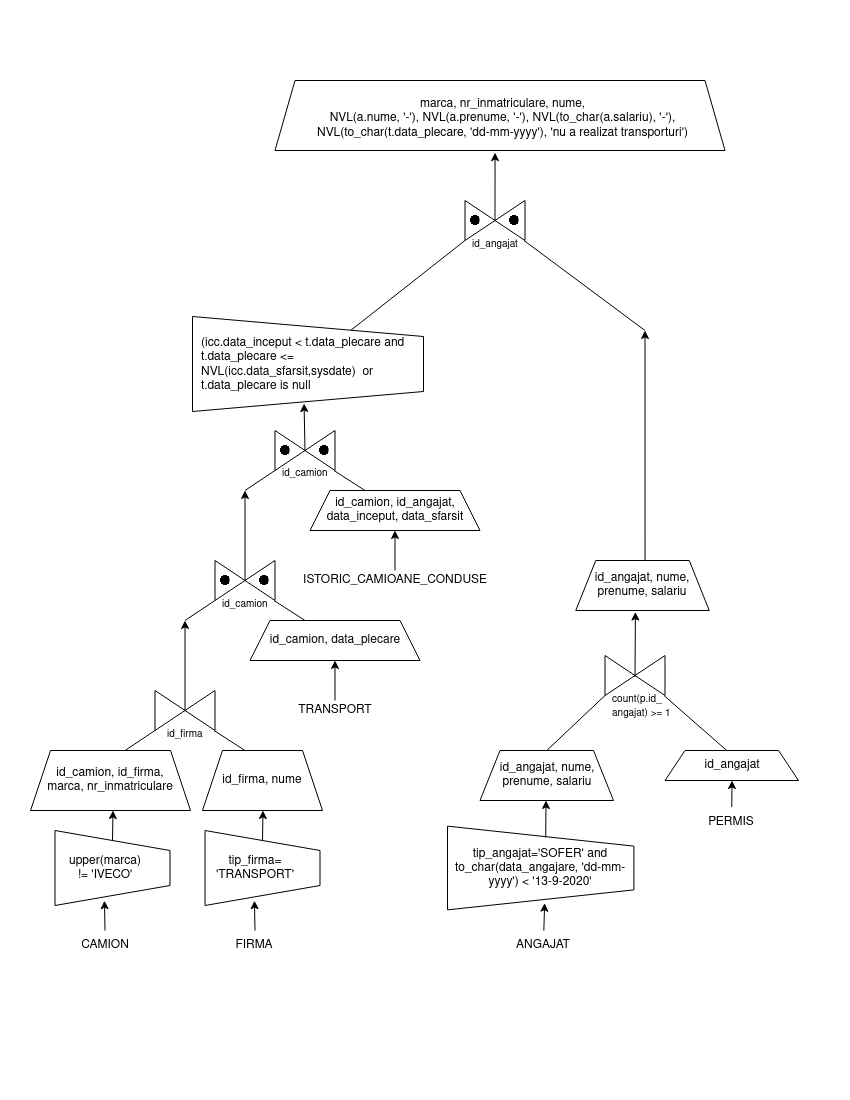 marca, nr_inmatriculare, nume,
NVL(a.nume, '-'), NVL(a.prenume, '-'), NVL(to_char(a.salariu), '-'),
NVL(to_char(t.data_plecare, 'dd-mm-yyyy'), 'nu a realizat transporturi')
id_angajat
(icc.data_inceput < t.data_plecare and
t.data_plecare <=
NVL(icc.data_sfarsit,sysdate) or
t.data_plecare is null
id_camion
id_camion, id_angajat,
data_inceput, data_sfarsit
ISTORIC_CAMIOANE_CONDUSE
id_camion
id_camion, data_plecare
TRANSPORT
id_firma
id_camion, id_firma,
marca, nr_inmatriculare
id_firma, nume
upper(marca)
!= 'IVECO'
tip_firma=
'TRANSPORT'
CAMION
FIRMA
id_angajat, nume,
prenume, salariu
count(p.id_
angajat) >= 1
id_angajat, nume,
prenume, salariu
id_angajat
PERMIS
tip_angajat='SOFER' and
to_char(data_angajare, 'dd-mm-
yyyy') < '13-9-2020'
ANGAJAT